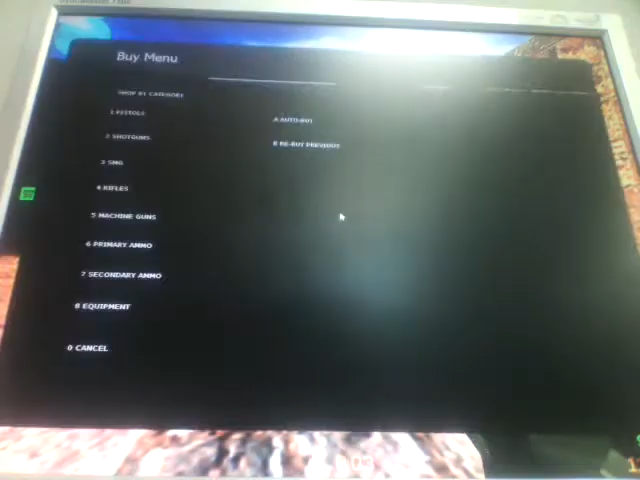 Buy Menu
SHOP BY CATEGORY
1 PISTOLS
A AUTO-BUY
2 SHOTGUNS
B RE-BUY PREVIOUS
3 SMG
4 RIFLES
5 MACHINE GUNS
6 PRIMARY AMMO
7 SECONDARY AMMO
8 EQUIPMENT
0 CANCEL